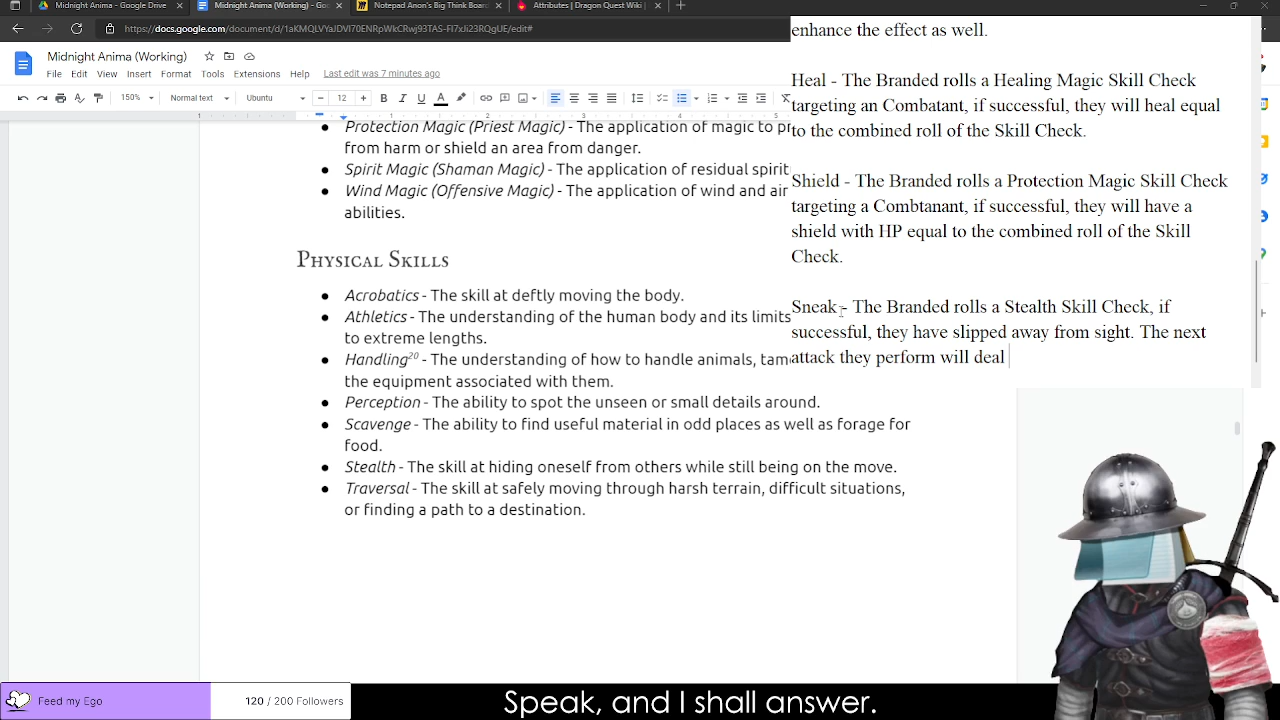 Midnight Anima - Google Drive
Midnight Anima (Working) - Go
Notepad Anon's Big Think Board
Attributes | Dragon Quest Wiki |
https://docs.google.com/document/d/1aKMQLVYaJDVl70ENRpWkCRwj93TAS-FI7xJi23RQgUE/edit#
Midnight Anima (Working)
File Edit View Insert Format Tools Extensions Help Last edit was 7 minutes ago
150% Normal text Ubuntu 12 B I U A
1 1 2 3 4 5
Protection Magic (Priest Magic) - The application of magic to pr
from harm or shield an area from danger.
Spirit Magic (Shaman Magic) - The application of residual spirit
Wind Magic (Offensive Magic) - The application of wind and air
abilities.
Physical Skills
Acrobatics - The skill at deftly moving the body.
Athletics - The understanding of the human body and its limits
to extreme lengths.
Handling20 - The understanding of how to handle animals, tam
the equipment associated with them.
Perception - The ability to spot the unseen or small details around.
Scavenge - The ability to find useful material in odd places as well as forage for
food.
Stealth - The skill at hiding oneself from others while still being on the move.
Traversal - The skill at safely moving through harsh terrain, difficult situations,
or finding a path to a destination.
enhance the effect as well.
Heal - The Branded rolls a Healing Magic Skill Check
targeting an Combatant, if successful, they will heal equal
to the combined roll of the Skill Check.
Shield - The Branded rolls a Protection Magic Skill Check
targeting a Combtanant, if successful, they will have a
shield with HP equal to the combined roll of the Skill
Check.
Sneak - The Branded rolls a Stealth Skill Check, if
successful, they have slipped away from sight. The next
attack they perform will deal
Feed my Ego
120 / 200 Followers
Speak, and I shall answer.